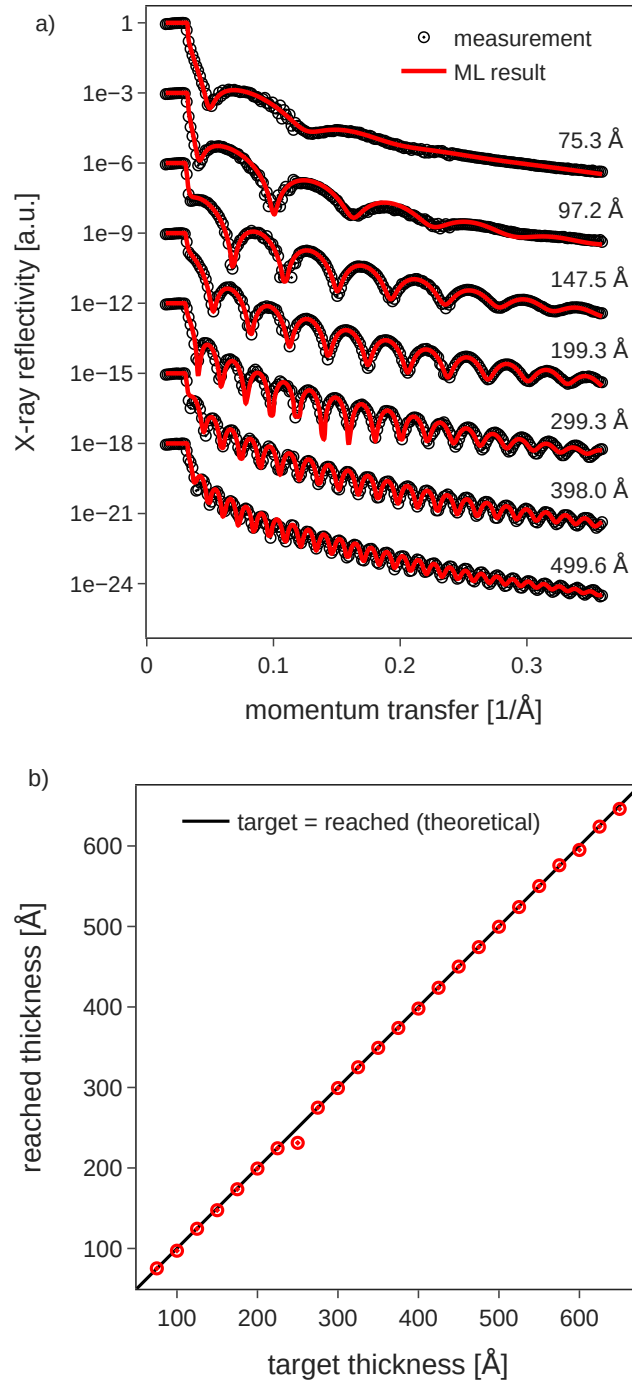 a)
1
1e−3
1e−6
1e−9
1e−12
1e−15
1e−18
1e−21
1e−24
X-ray reflectivity [a.u.]
measurement
ML result
75.3 Å
97.2 Å
147.5 Å
199.3 Å
299.3 Å
398.0 Å
499.6 Å
0 0.1 0.2 0.3
momentum transfer [1/Å]
b)
target = reached (theoretical)
600
500
400
300
200
100
reached thickness [Å]
100 200 300 400 500 600
target thickness [Å]